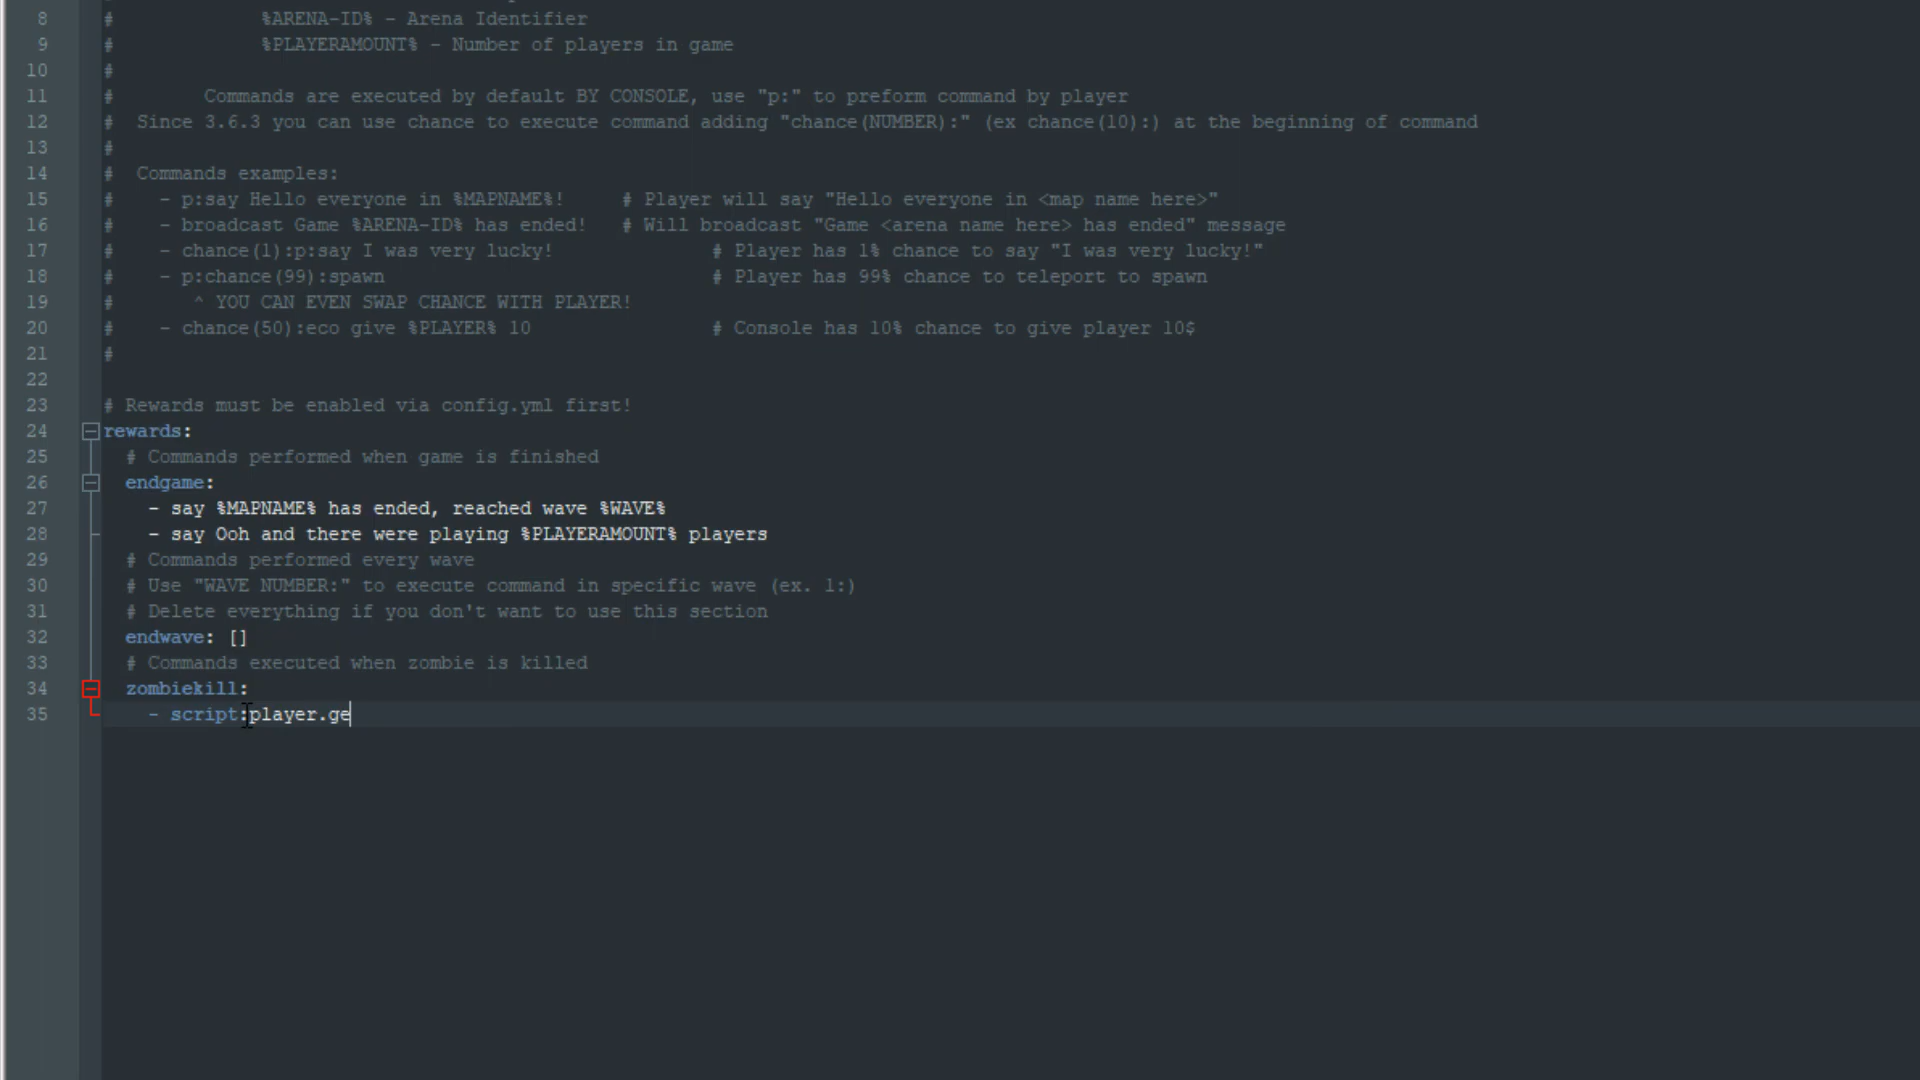 8 # %ARENA-ID% - Arena Identifier
9 # %PLAYERAMOUNT% - Number of players in game
10 #
11 # Commands are executed by default BY CONSOLE, use "p:" to preform command by player
12 # Since 3.6.3 you can use chance to execute command adding "chance(NUMBER):" (ex chance(10):) at the beginning of command
13 #
14 # Commands examples:
15 # - p:say Hello everyone in %MAPNAME%! # Player will say "Hello everyone in <map name here>"
16 # - broadcast Game %ARENA-ID% has ended! # Will broadcast "Game <arena name here> has ended" message
17 # - chance(1):p:say I was very lucky! # Player has 1% chance to say "I was very lucky!"
18 # - p:chance(99):spawn # Player has 99% chance to teleport to spawn
19 # ^ YOU CAN EVEN SWAP CHANCE WITH PLAYER!
20 # - chance(50):eco give %PLAYER% 10 # Console has 10% chance to give player 10$
21 #
22
23 # Rewards must be enabled via config.yml first!
24 rewards:
25 # Commands performed when game is finished
26 endgame:
27 - say %MAPNAME% has ended, reached wave %WAVE%
28 - say Ooh and there were playing %PLAYERAMOUNT% players
29 # Commands performed every wave
30 # Use "WAVE NUMBER:" to execute command in specific wave (ex. 1:)
31 # Delete everything if you don't want to use this section
32 endwave: []
33 # Commands executed when zombie is killed
34 zombiekill:
35 - script:player.ge